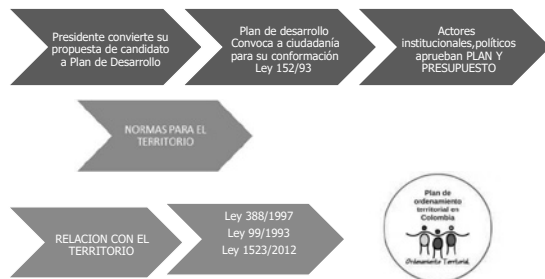 Presidente convierte su
propuesta de candidato
a Plan de Desarrollo
Plan de desarrollo
Convoca a ciudadanía
para su conformación
Ley 152/93
Actores
institucionales,políticos
aprueban PLAN Y
PRESUPUESTO
NORMAS PARA EL
TERRITORIO
RELACION CON EL
TERRITORIO
Ley 388/1997
Ley 99/1993
Ley 1523/2012
Plan de
ordenamiento
territorial en
Colombia
Ordenamiento Territorial